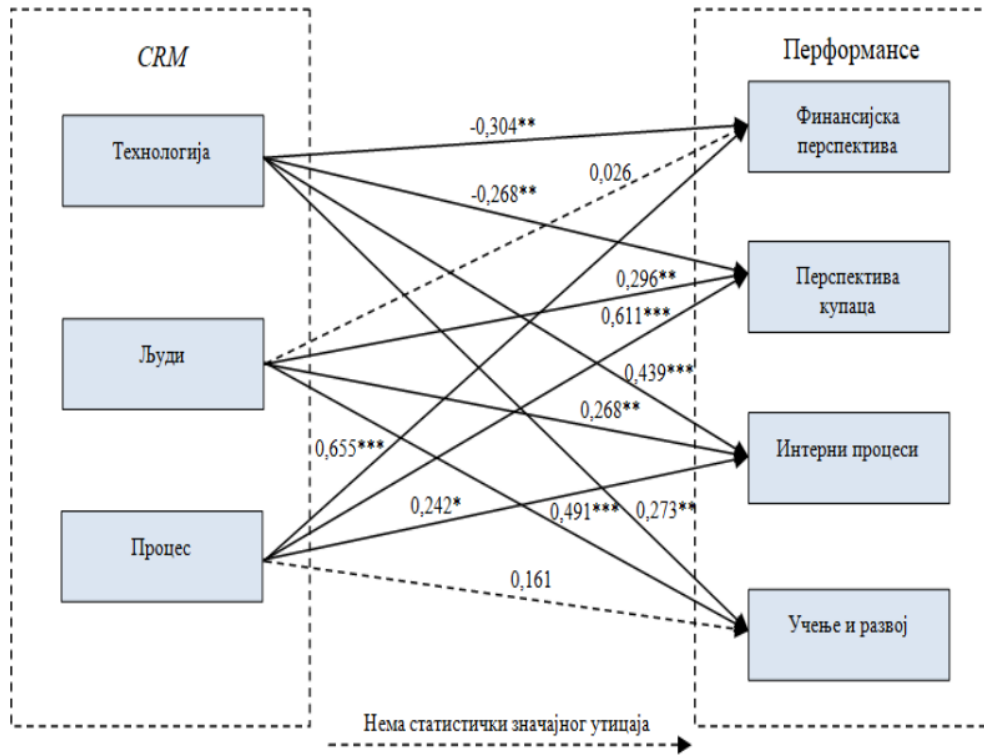 CRM
Перформансе
Технологија
Људи
Процес
-0,304**
0,026
-0,268**
0,296**
0,611***
0,439***
0,268**
0,655***
0,242*
0,491***
0,273**
0,161
Финансијска
перспектива
Перспектива
купаца
Интерни процеси
Учење и развој
Нема статистички значајног утицаја